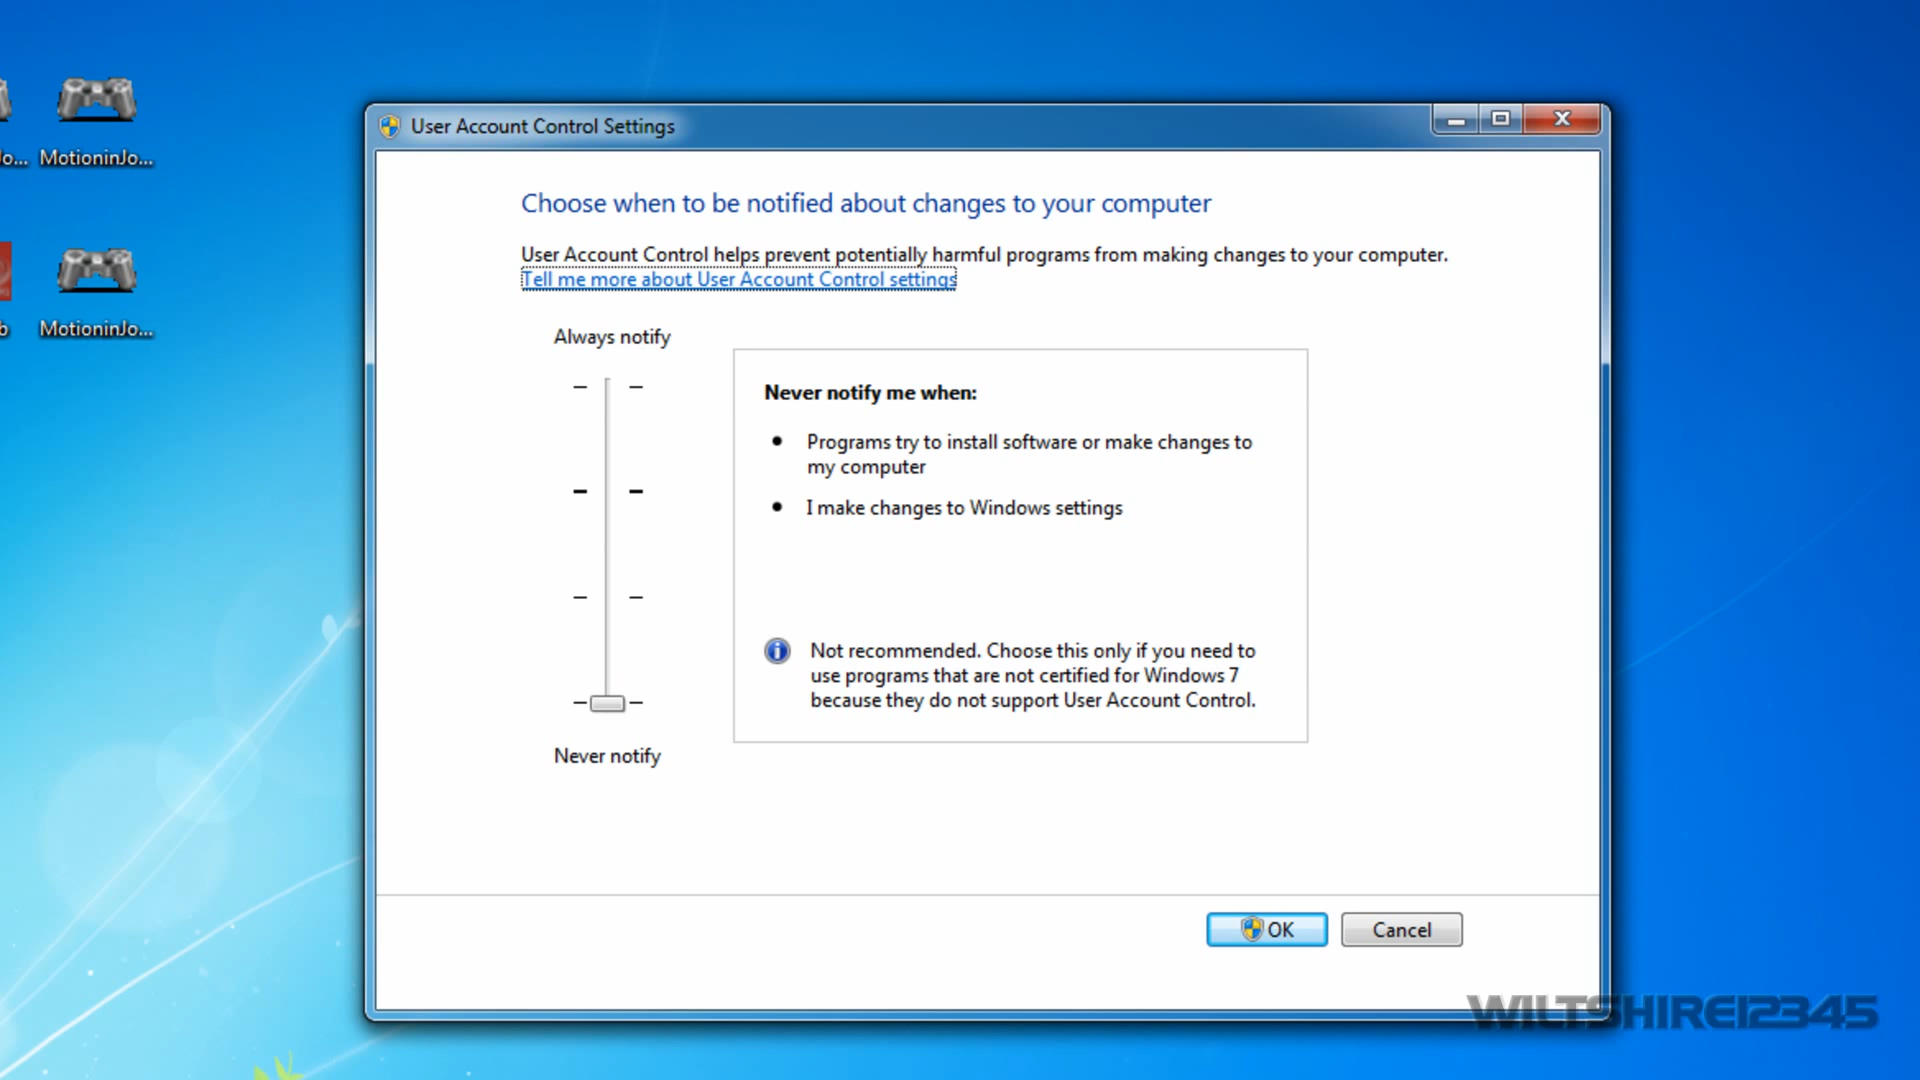 User Account Control Settings
Jo... MotioninJo...
Choose when to be notified about changes to your computer
User Account Control helps prevent potentially harmful programs from making changes to your computer.
Tell me more about User Account Control settings
b MotioninJo...
Always notify
Never notify me when:
• Programs try to install software or make changes to
my computer
• I make changes to Windows settings
Not recommended. Choose this only if you need to
use programs that are not certified for Windows 7
because they do not support User Account Control.
Never notify
OK Cancel
WILTSHIRE12345